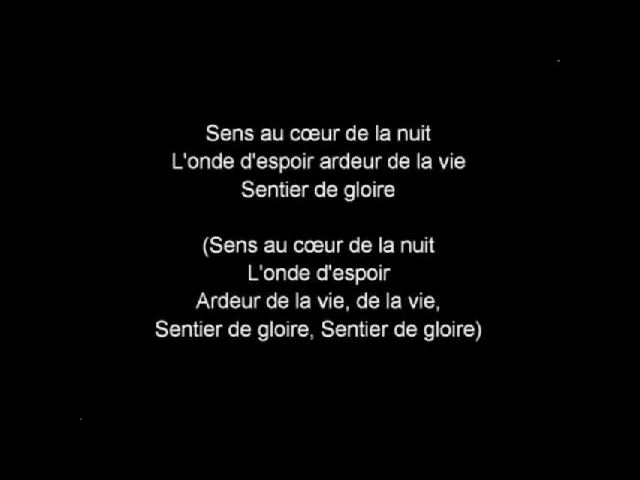 Sens au cœur de la nuit
L'onde d'espoir ardeur de la vie
Sentier de gloire
(Sens au cœur de la nuit
L'onde d'espoir
Ardeur de la vie, de la vie,
Sentier de gloire, Sentier de gloire)